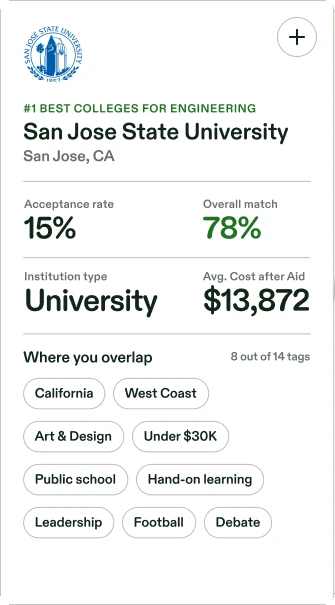 SAN JOSE STATE UNIVERSITY
1857
#1 BEST COLLEGES FOR ENGINEERING
San Jose State University
San Jose, CA
Acceptance rate Overall match
15% 78%
Institution type Avg. Cost after Aid
University $13,872
Where you overlap 8 out of 14 tags
California West Coast
Art & Design Under $30K
Public school Hand-on learning
Leadership Football Debate